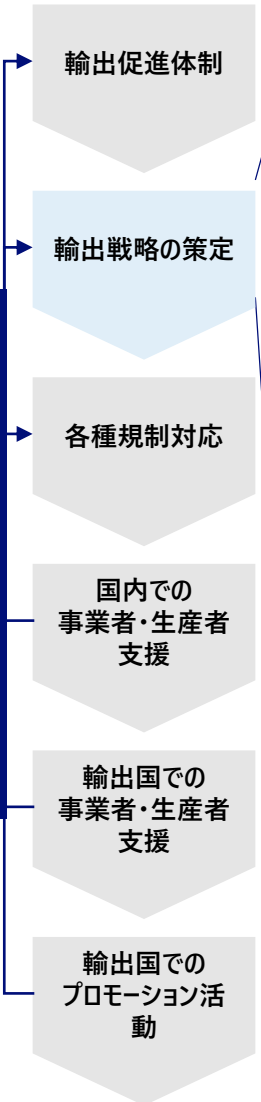 輸出促進体制
輸出戦略の策定
各種規制対応
国内での
事業者・生産者
支援
輸出国での
事業者・生産者
支援
輸出国での
プロモーション活
動